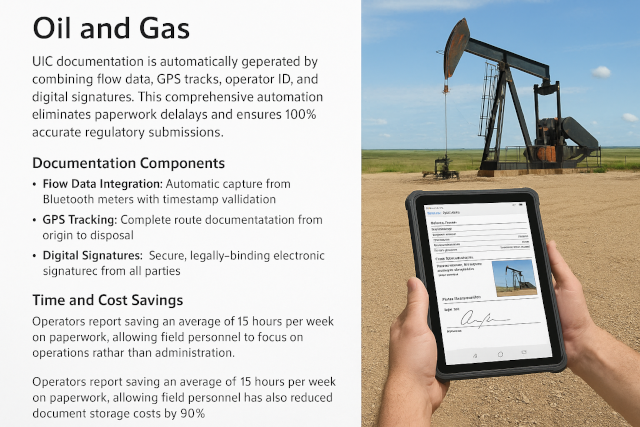 Oil and Gas
UIC documentation is automatically geperated by
combining flow data, GPS tracks, operator ID, and
digital signatures. This comprehensive automation
eliminates paperwork delalays and ensures 100%
accurate regulatory submissions.
Documentation Components
• Flow Data Integration: Automatic capture from
Bluetooth meters with timestamp vallidation
• GPS Tracking: Complete route documentatation from
origin to disposal
• Digital Signatures: Secure, legally-binding electronic
signaturec from all parties
Time and Cost Savings
Operators report saving an average of 15 hours per week
on paperwork, allowing field personnel to focus on
operations rathar than administration.
Operators report saving an average of 15 hours per week
on paperwork, allowing field personnel has also reduced
document storage costs by 90%